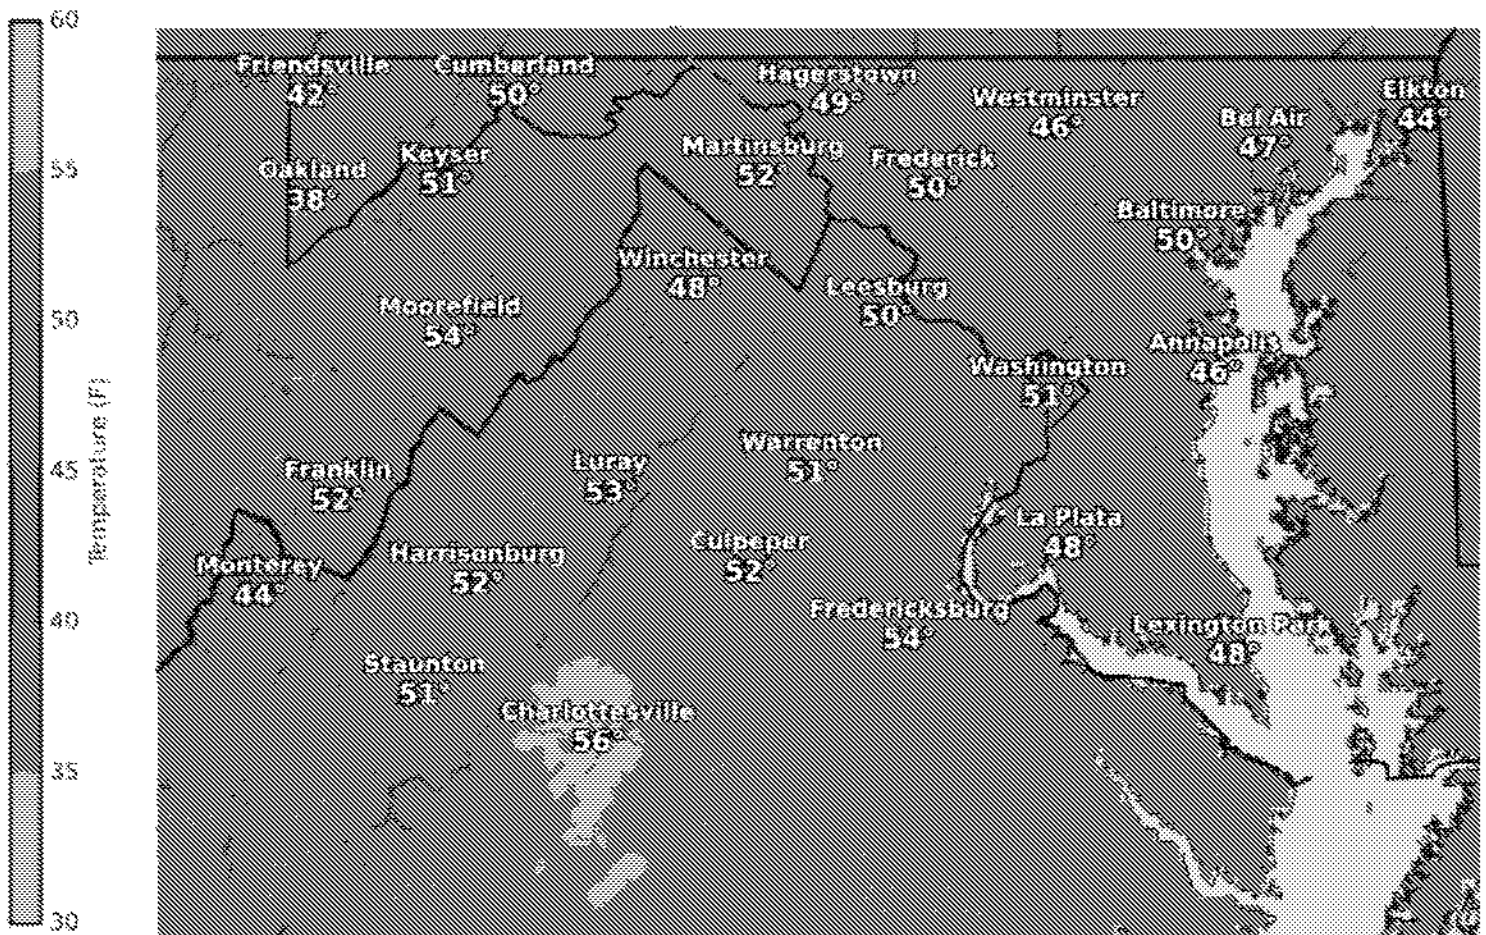 60
55
50
45
40
35
30
Temperature (F)
Friendsville
42°
Cumberland
50°
Hagerstown
49°
Westminster
46°
Elkton
44°
Bel Air
47°
Oakland
38°
Keyser
51°
Martinsburg
52°
Frederick
50°
Baltimore
50°
Winchester
48°
Leesburg
50°
Moorefield
54°
Annapolis
46°
Washington
51°
Franklin
52°
Luray
53°
Warrenton
51°
La Plata
48°
Monterey
44°
Harrisonburg
52°
Culpeper
52°
Fredericksburg
54°
Lexington Park
48°
Staunton
51°
Charlottesville
56°